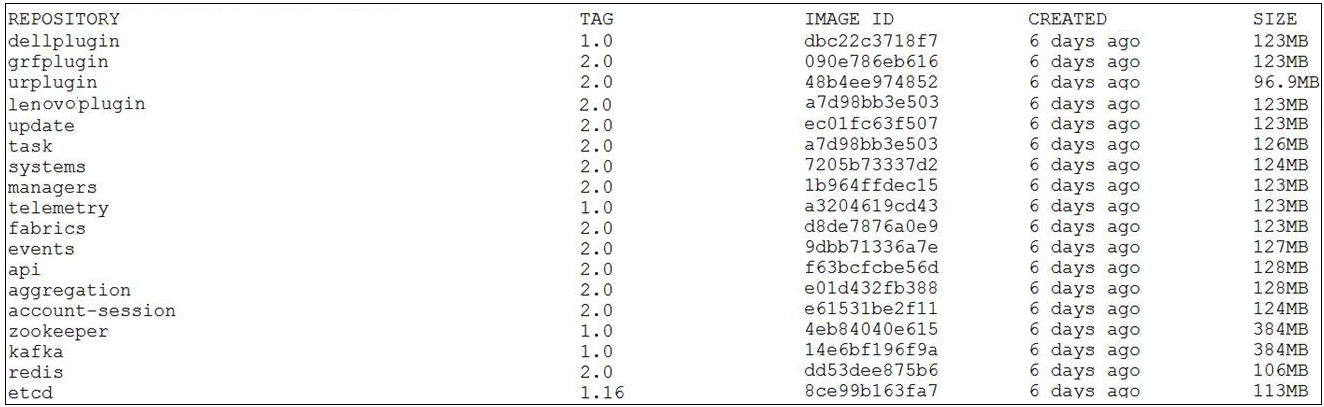 REPOSITORY TAG IMAGE ID CREATED SIZE
dellplugin 1.0 dbc22c3718f7 6 days ago 123MB
grfplugin 2.0 090e786eb616 6 days ago 123MB
urplugin 2.0 48b4ee974852 6 days ago 96.9MB
lenovoplugin 2.0 a7d98bb3e503 6 days ago 123MB
update 2.0 ec01fc63f507 6 days ago 123MB
task 2.0 a7d98bb3e503 6 days ago 126MB
systems 2.0 7205b73337d2 6 days ago 124MB
managers 2.0 1b964ffdec15 6 days ago 123MB
telemetry 1.0 a3204619cd43 6 days ago 123MB
fabrics 2.0 d8de7876a0e9 6 days ago 123MB
events 2.0 9dbb71336a7e 6 days ago 127MB
api 2.0 f63bcfcbe56d 6 days ago 128MB
aggregation 2.0 e01d432fb388 6 days ago 128MB
account-session 2.0 e61531be2f11 6 days ago 124MB
zookeeper 1.0 4eb84040e615 6 days ago 384MB
kafka 1.0 14e6bf196f9a 6 days ago 384MB
redis 2.0 dd53dee875b6 6 days ago 106MB
etcd 1.16 8ce99b163fa7 6 days ago 113MB